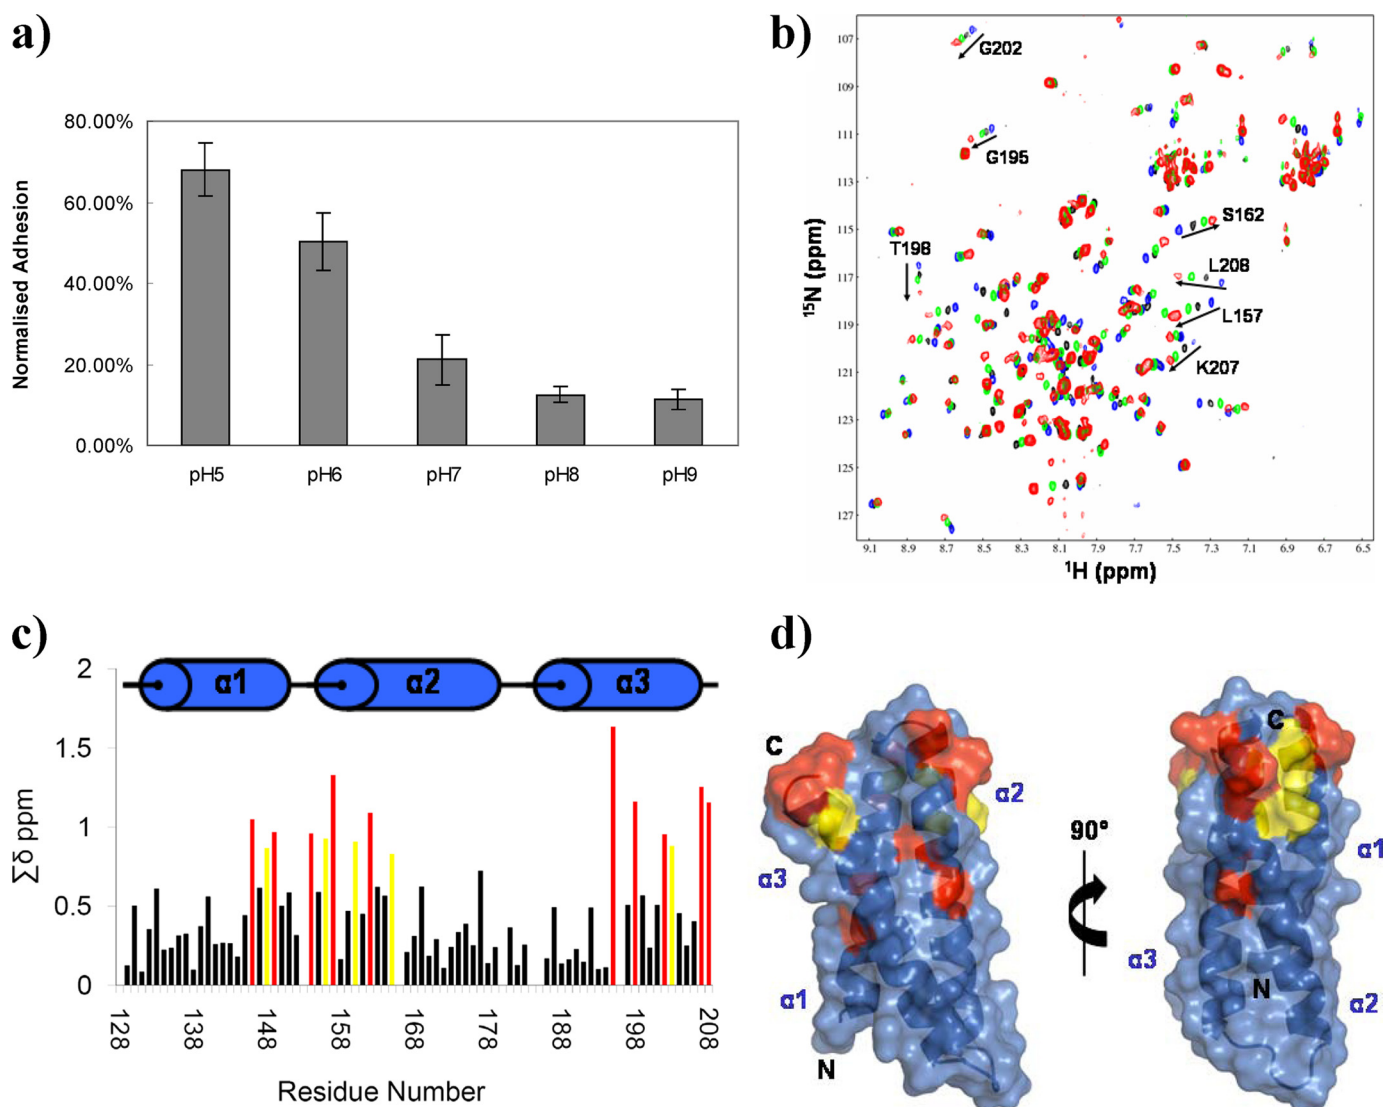 a)
80.00%
60.00%
40.00%
20.00%
0.00%
Normalised Adhesion
pH5 pH6 pH7 pH8 pH9
b)
107
109
111
113
115
117
119
121
123
125
127
¹⁵N (ppm)
G202
G195
S162
T198
L208
L157
K207
9.1 8.9 8.7 8.5 8.3 8.1 7.9 7.7 7.5 7.3 7.1 6.9 6.7 6.5
¹H (ppm)
c)
α1 α2 α3
2
1.5
1
0.5
0
∑δ ppm
128 138 148 158 168 178 188 198 208
Residue Number
d)
C
α2
α3
α1
N
90°
C
α1
α3
N
α2